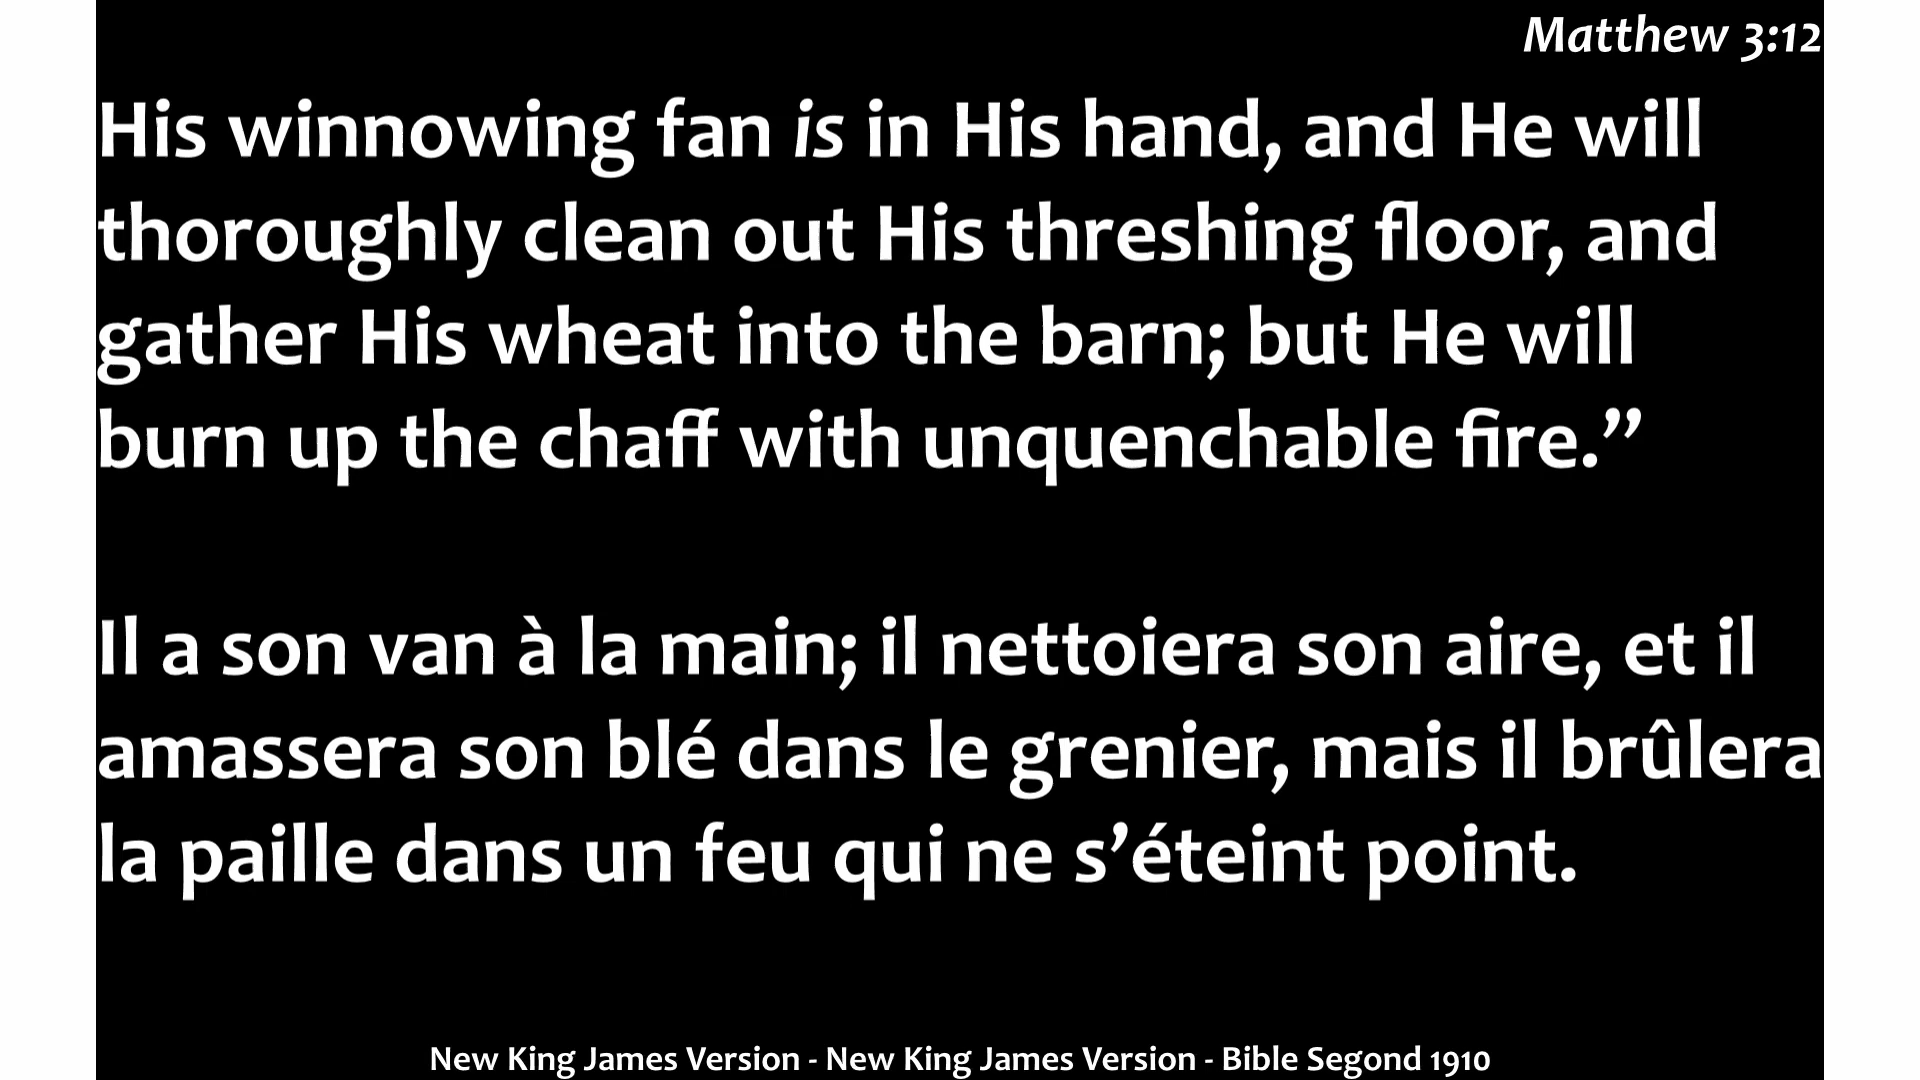 Matthew 3:12
His winnowing fan is in His hand, and He will
thoroughly clean out His threshing floor, and
gather His wheat into the barn; but He will
burn up the chaff with unquenchable fire.”
Il a son van à la main; il nettoiera son aire, et il
amassera son blé dans le grenier, mais il brûlera
la paille dans un feu qui ne s’éteint point.
New King James Version - New King James Version - Bible Segond 1910